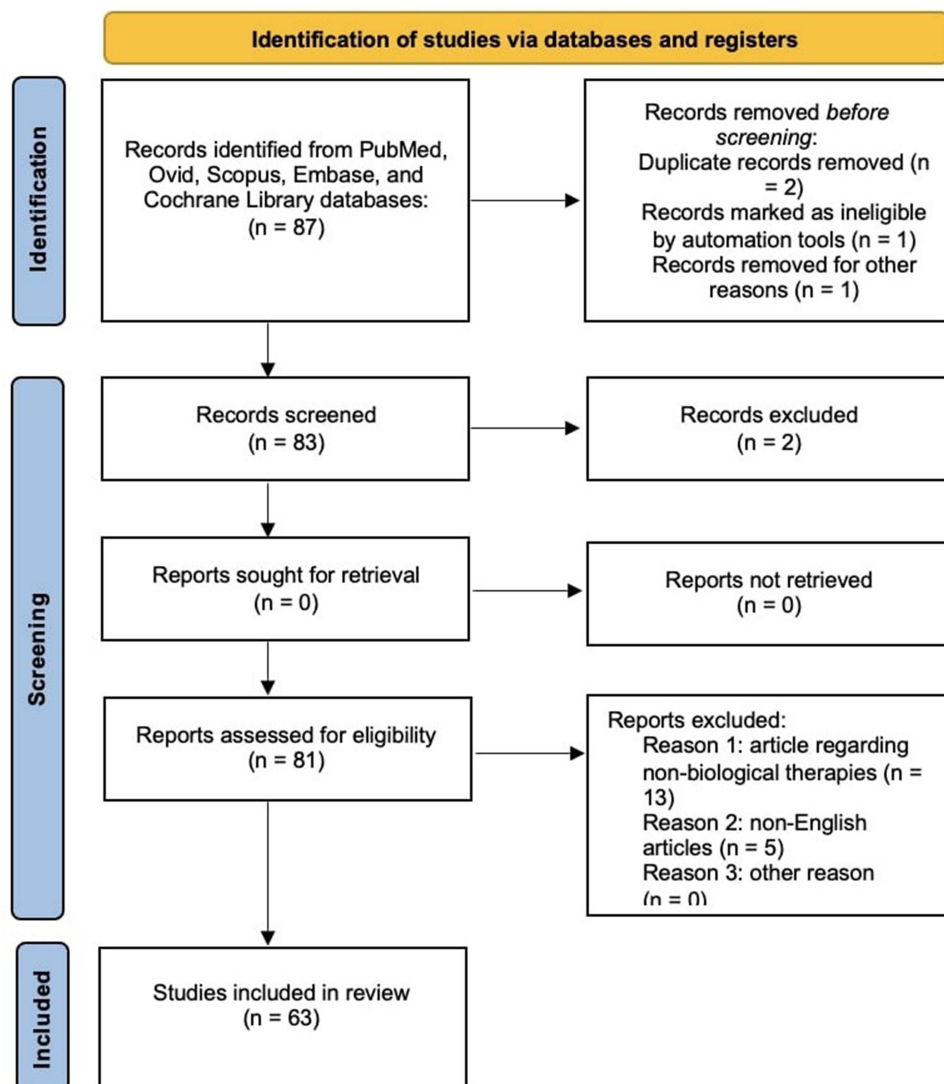 Identification of studies via databases and registers
Identification
Records identified from PubMed,
Ovid, Scopus, Embase, and
Cochrane Library databases:
(n = 87)
Records removed before
screening:
Duplicate records removed (n
= 2)
Records marked as ineligible
by automation tools (n = 1)
Records removed for other
reasons (n = 1)
Screening
Records screened
(n = 83)
Records excluded
(n = 2)
Reports sought for retrieval
(n = 0)
Reports not retrieved
(n = 0)
Reports assessed for eligibility
(n = 81)
Reports excluded:
Reason 1: article regarding
non-biological therapies (n =
13)
Reason 2: non-English
articles (n = 5)
Reason 3: other reason
(n = 0)
Included
Studies included in review
(n = 63)